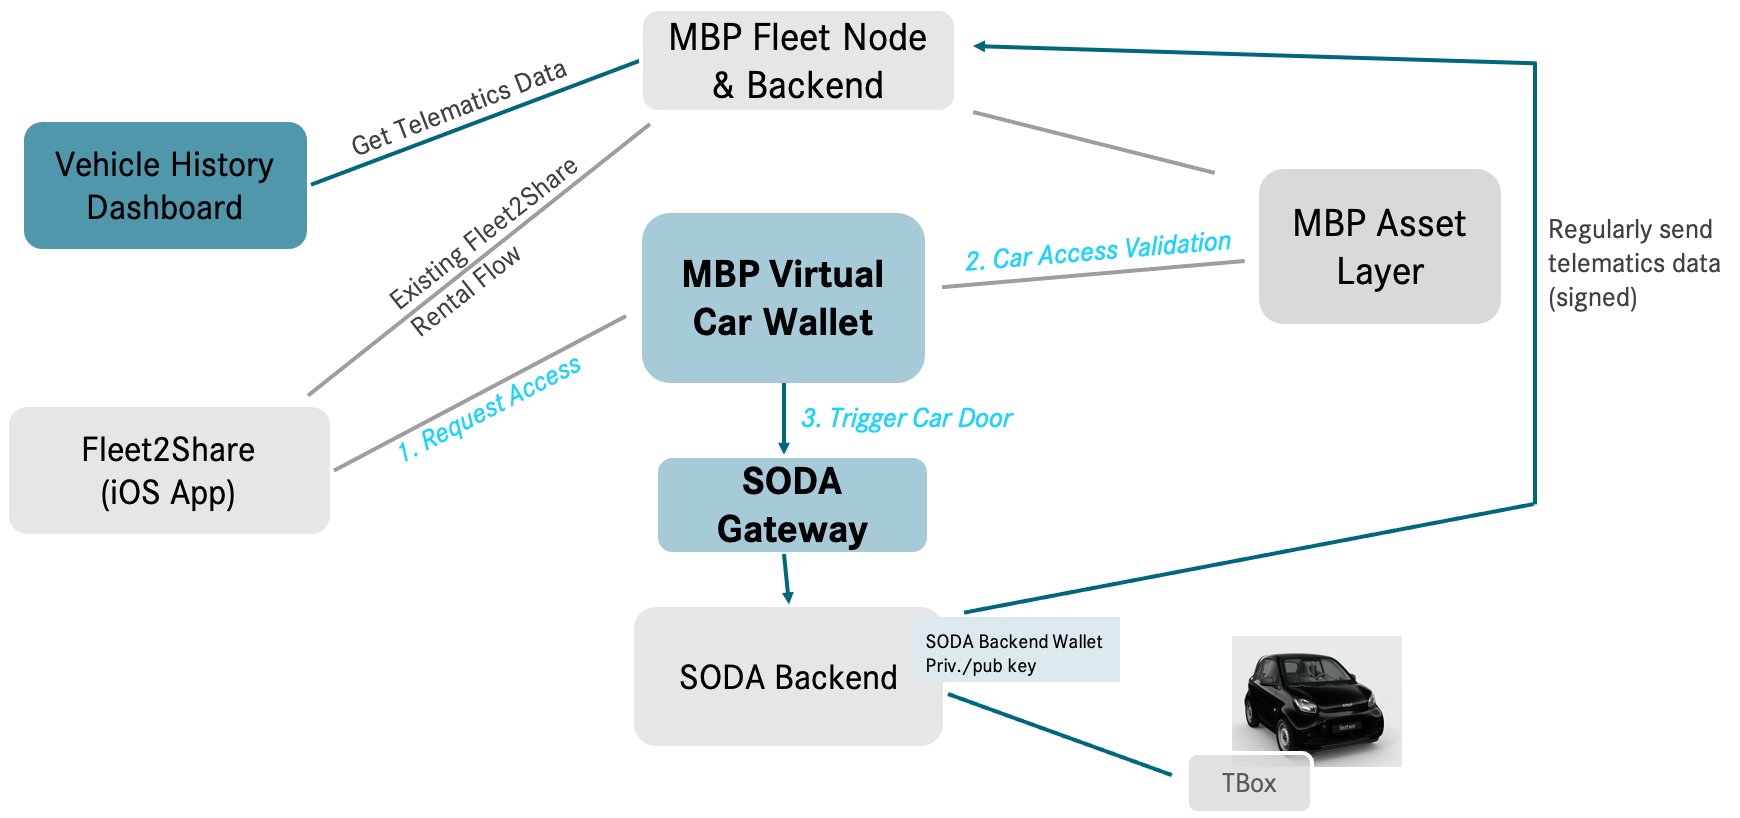 MBP Fleet Node
& Backend
Get Telematics Data
Vehicle History
Dashboard
Existing Fleet2Share
Rental Flow
MBP Virtual
Car Wallet
2. Car Access Validation
MBP Asset
Layer
Regularly send
telematics data
(signed)
1. Request Access
3. Trigger Car Door
Fleet2Share
(iOS App)
SODA
Gateway
SODA Backend
SODA Backend Wallet
Priv./pub key
TBox